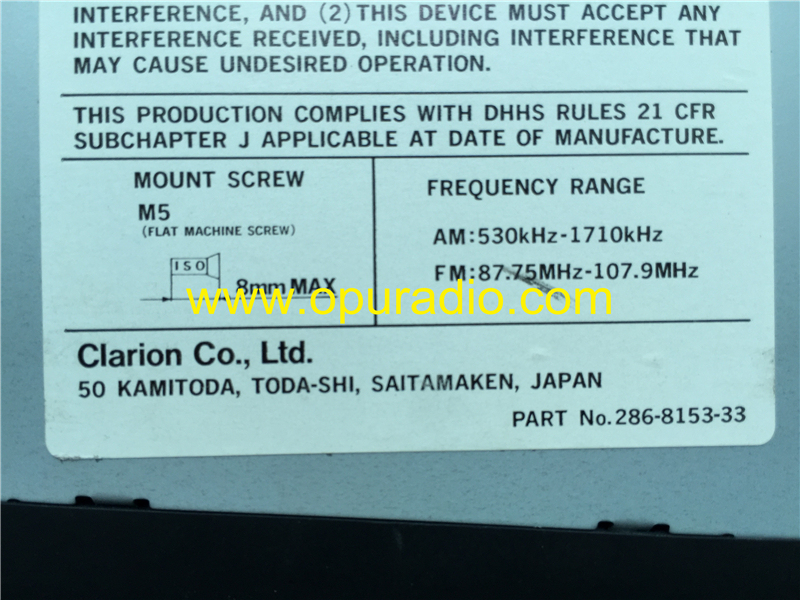 INTERFERENCE, AND (2) THIS DEVICE MUST ACCEPT ANY
INTERFERENCE RECEIVED, INCLUDING INTERFERENCE THAT
MAY CAUSE UNDESIRED OPERATION.
THIS PRODUCTION COMPLIES WITH DHHS RULES 21 CFR
SUBCHAPTER J APPLICABLE AT DATE OF MANUFACTURE.
MOUNT SCREW
M5
(FLAT MACHINE SCREW)
ISO
8mm MAX
FREQUENCY RANGE
AM:530kHz-1710kHz
FM:87.75MHz-107.9MHz
www.opuradio.com
Clarion Co., Ltd.
50 KAMITODA, TODA-SHI, SAITAMAKEN, JAPAN
PART No.286-8153-33